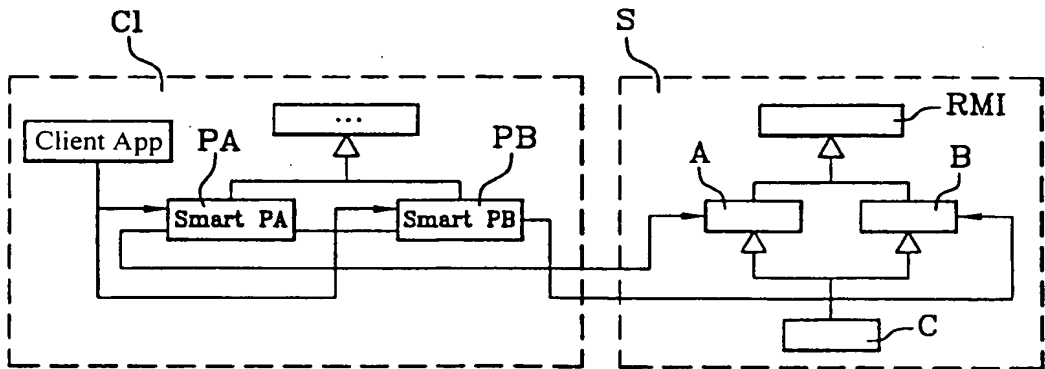 Cl
S
...
RMI
Client App
PA
PB
A
B
Smart PA
Smart PB
C